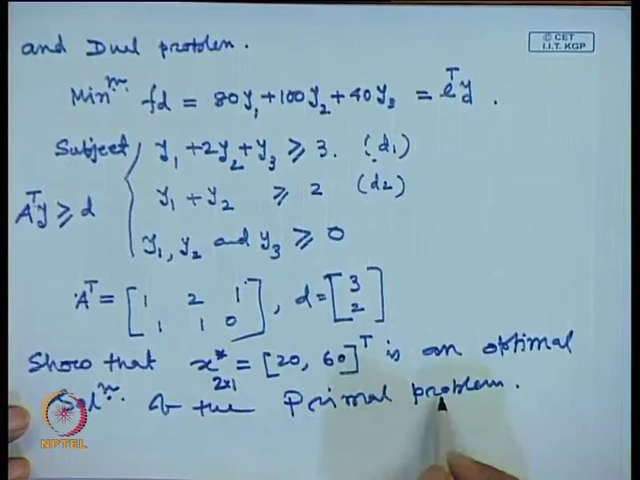 © CET
I.I.T. KGP
and Dual problem.
Minᵐ. fd = 80y₁ + 100y₂ + 40y₃ = eᵀy.
Subject y₁ + 2y₂ + y₃ ≥ 3. (d₁)
y₁ + y₂ ≥ 2 (d₂)
Aᵀy ≥ d
y₁, y₂ and y₃ ≥ 0
Aᵀ = [1 2 1; 1 1 0], d = [3; 2]
Show that x* = [20, 60]ᵀ is an optimal
2x1
Solⁿ. to the Primal problem.
NPTEL